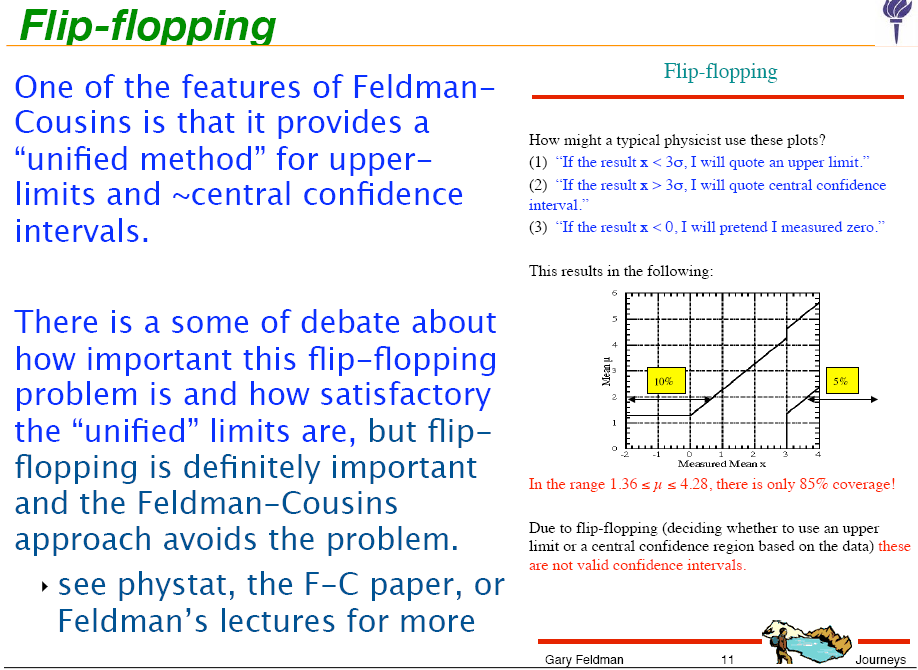 Flip-flopping
One of the features of Feldman-
Cousins is that it provides a
“unified method” for upper-
limits and ~central confidence
intervals.
There is a some of debate about
how important this flip-flopping
problem is and how satisfactory
the “unified” limits are, but flip-
flopping is definitely important
and the Feldman-Cousins
approach avoids the problem.
‣ see phystat, the F-C paper, or
Feldman’s lectures for more
Flip-flopping
How might a typical physicist use these plots?
(1) “If the result x < 3σ, I will quote an upper limit.”
(2) “If the result x > 3σ, I will quote central confidence
interval.”
(3) “If the result x < 0, I will pretend I measured zero.”
This results in the following:
6
5
4
3
2
1
0
Mean μ
10%
5%
-2 -1 0 1 2 3 4
Measured Mean x
In the range 1.36 ≤ μ ≤ 4.28, there is only 85% coverage!
Due to flip-flopping (deciding whether to use an upper
limit or a central confidence region based on the data) these
are not valid confidence intervals.
Gary Feldman 11 Journeys